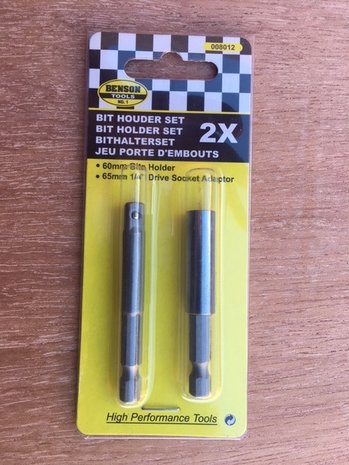 008012
BENSON
TOOLS
NO. 1
BIT HOUDER SET
BIT HOLDER SET
BITHALTERSET
JEU PORTE D'EMBOUTS
2X
• 60mm Bits Holder
• 65mm 1/4" Drive Socket Adaptor
High Performance Tools